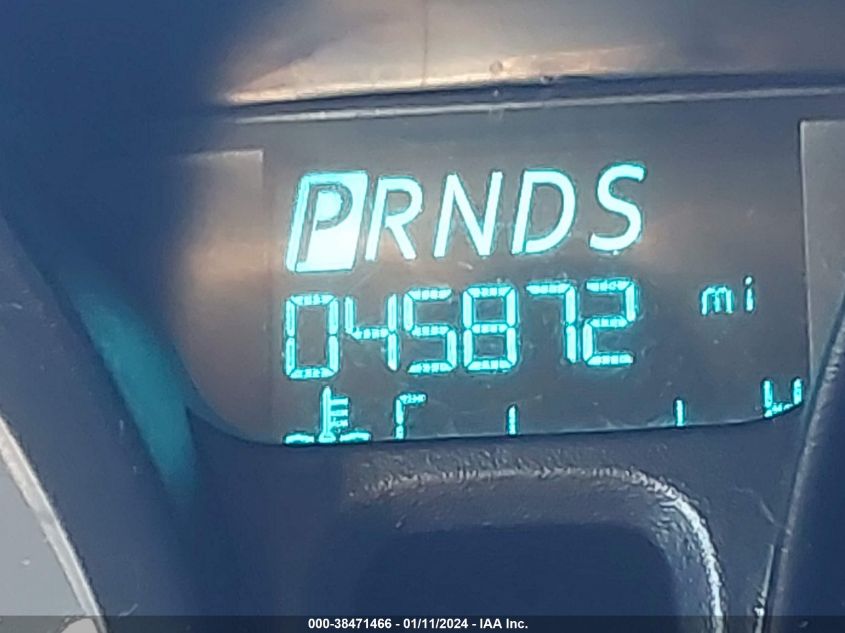 PRNDS
045872 mi
000-38471466 - 01/11/2024 - IAA Inc.